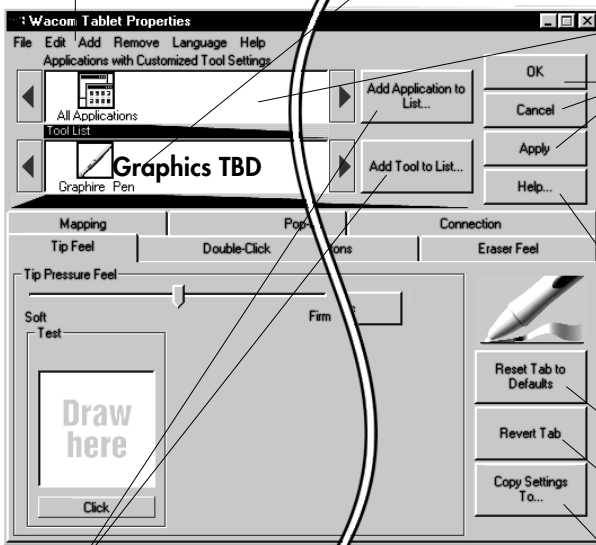 Wacom Tablet Properties
File Edit Add Remove Language Help
Applications with Customized Tool Settings
All Applications
Add Application to
List...
OK
Cancel
Apply
Help...
Tool List
Graphics TBD
Graphire Pen
Add Tool to List...
Mapping Pop- Connection
Tip Feel Double-Click ons Eraser Feel
Tip Pressure Feel
Soft Firm
Test
Draw
here
Click
Reset Tab to
Defaults
Revert Tab
Copy Settings
To...